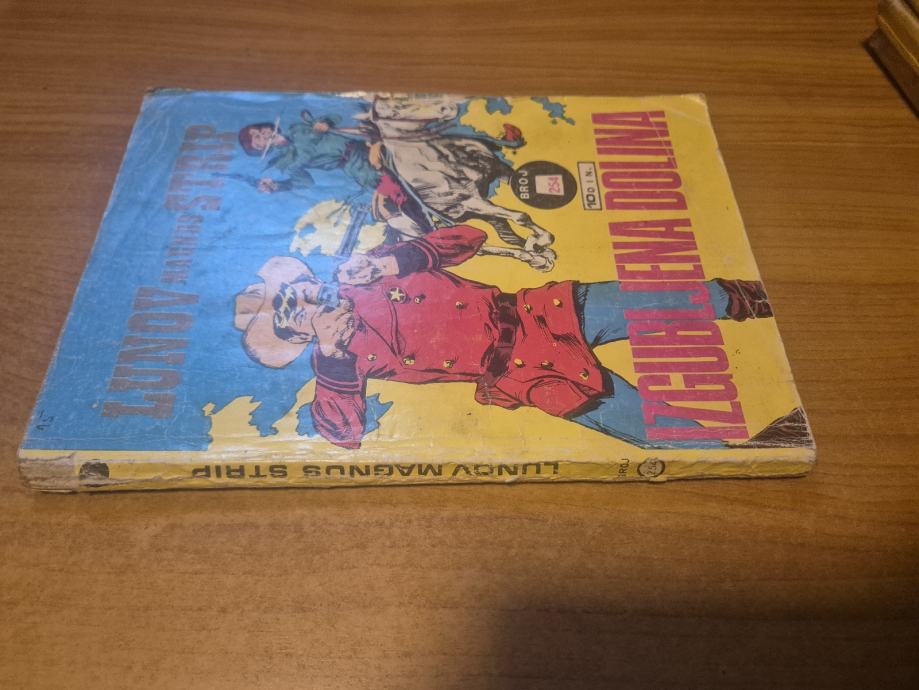 LUNOV MAGNUS STRIP
BROJ
254
10 DIN.
IZGUBLJENA DOLINA
LUNOV MAGNUS STRIP
BROJ
254